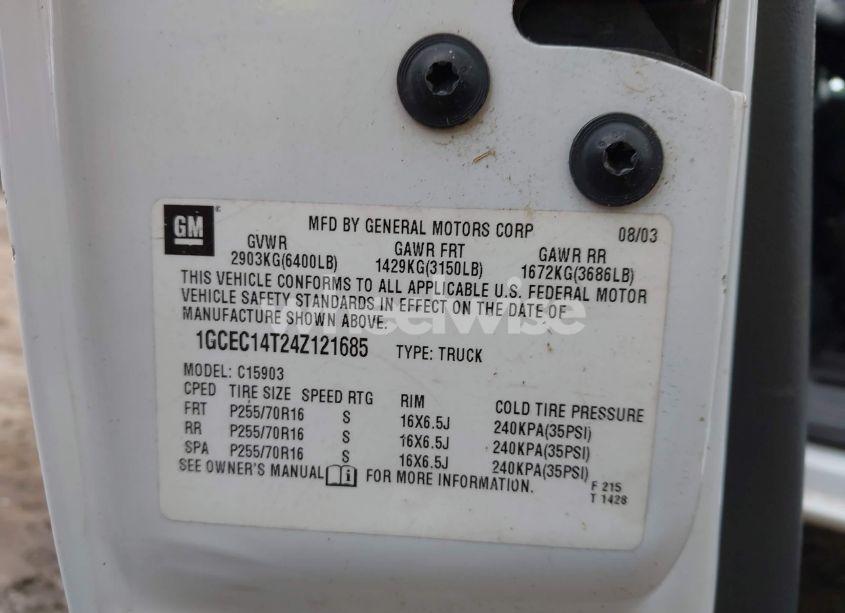 GM
MFD BY GENERAL MOTORS CORP 08/03
GVWR GAWR FRT GAWR RR
2903KG(6400LB) 1429KG(3150LB) 1672KG(3686LB)
THIS VEHICLE CONFORMS TO ALL APPLICABLE U.S. FEDERAL MOTOR
VEHICLE SAFETY STANDARDS IN EFFECT ON THE DATE OF
MANUFACTURE SHOWN ABOVE.
wheelwise
1GCEC14T24Z121685 TYPE: TRUCK
MODEL: C15903
CPED TIRE SIZE SPEED RTG RIM COLD TIRE PRESSURE
FRT P255/70R16 S 16X6.5J 240KPA(35PSI)
RR P255/70R16 S 16X6.5J 240KPA(35PSI)
SPA P255/70R16 S 16X6.5J 240KPA(35PSI)
SEE OWNER'S MANUAL FOR MORE INFORMATION.
F 215
T 1428